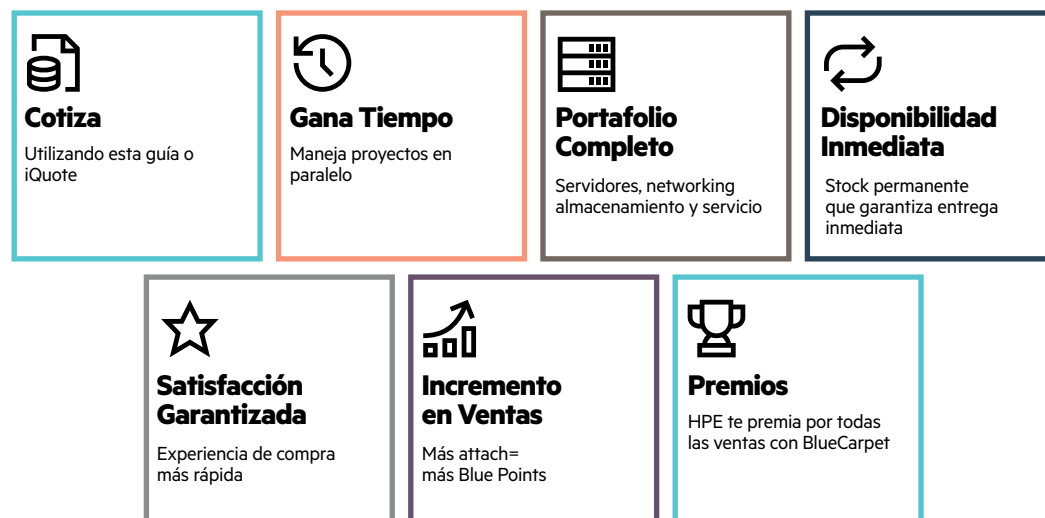 Cotiza
Utilizando esta guía o
iQuote
Gana Tiempo
Maneja proyectos en
paralelo
Portafolio
Completo
Servidores, networking
almacenamiento y servicio
Disponibilidad
Inmediata
Stock permanente
que garantiza entrega
inmediata
Satisfacción
Garantizada
Experiencia de compra
más rápida
Incremento
en Ventas
Más attach=
más Blue Points
Premios
HPE te premia por todas
las ventas con BlueCarpet